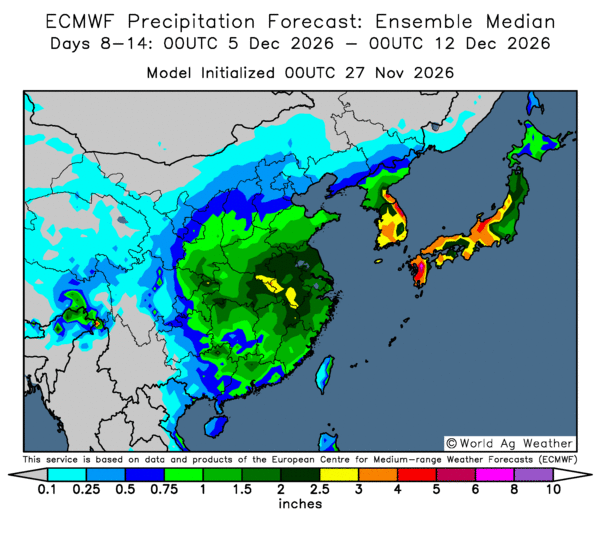 ECMWF Precipitation Forecast: Ensemble Median
Days 8-14: 00UTC 5 Dec 2026 - 00UTC 12 Dec 2026
Model Initialized 00UTC 27 Nov 2026
© World Ag Weather
This service is based on data and products of the European Centre for Medium-range Weather Forecasts (ECMWF)
0.1 0.25 0.5 0.75 1 1.5 2 2.5 3 4 5 6 8 10
inches